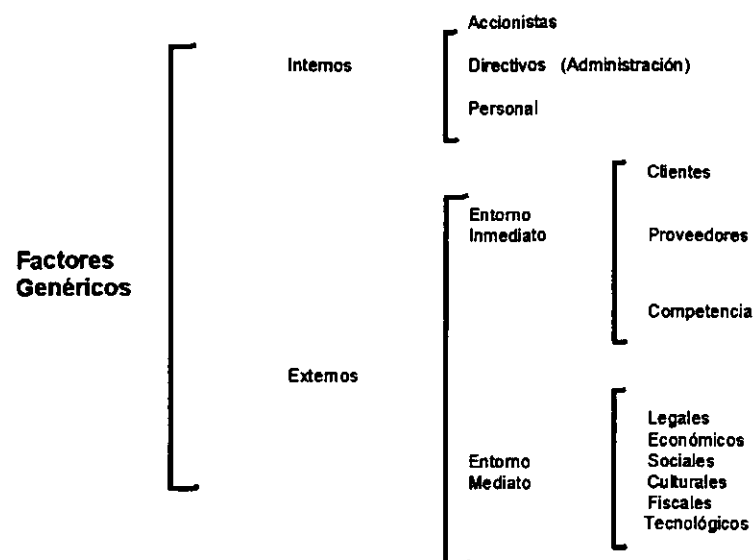 Factores
Genéricos
Internos
Accionistas
Directivos (Administración)
Personal
Externos
Entorno
Inmediato
Clientes
Proveedores
Competencia
Entorno
Mediato
Legales
Económicos
Sociales
Culturales
Fiscales
Tecnológicos